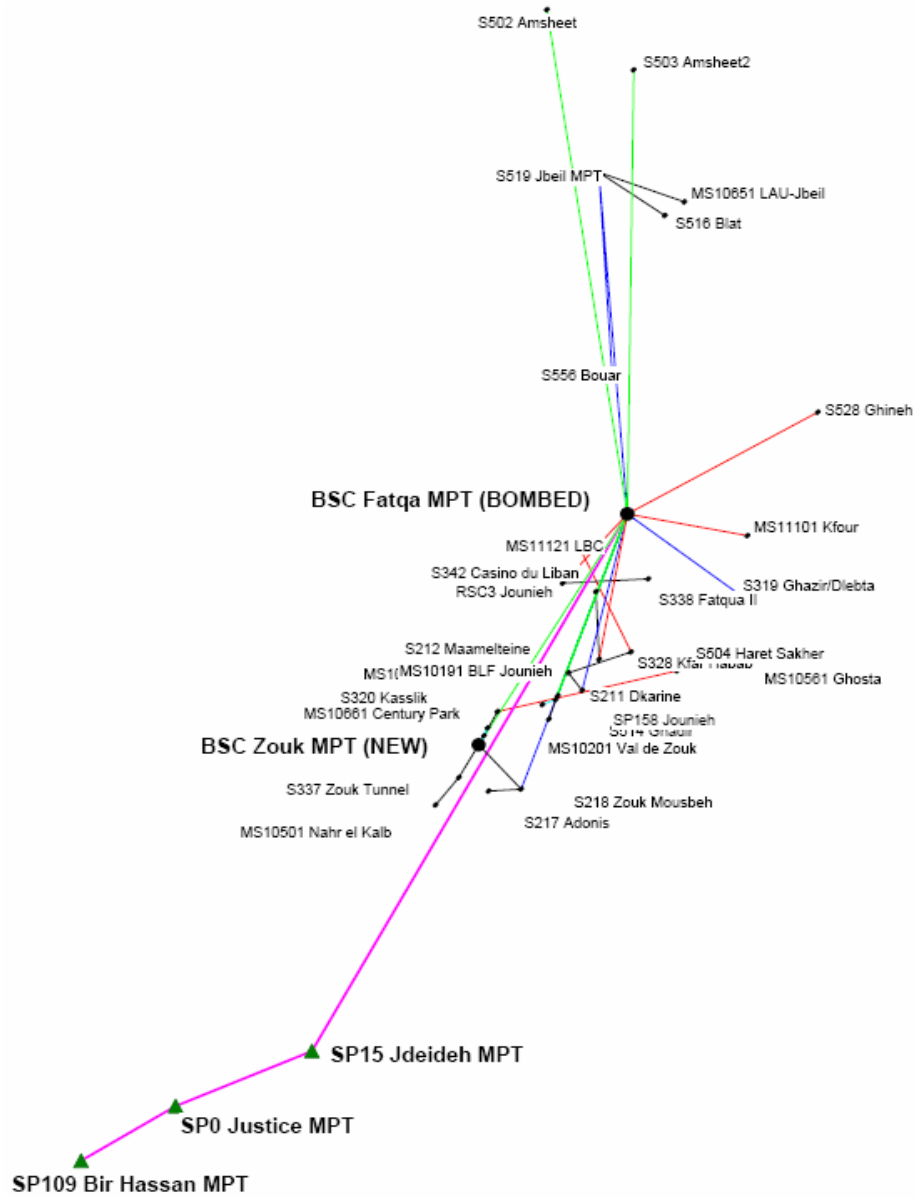 S502 Amsheet
S503 Amsheet2
S519 Jbeil MPT
MS10651 LAU-Jbeil
S516 Blat
S556 Bouar
S528 Ghineh
BSC Fatqa MPT (BOMBED)
MS11101 Kfour
MS11121 LBC
S342 Casino du Liban
S319 Ghazir/Dlebta
RSC3 Jounieh
S338 Fatqua II
S212 Maamelteine
S504 Haret Sakher
S328 Kfar Habab
MS10191 BLF Jounieh
MS10561 Ghosta
S320 Kasslik
S211 Dkarine
MS10661 Century Park
SP158 Jounieh
S514 Ghadir
BSC Zouk MPT (NEW)
MS10201 Val de Zouk
S337 Zouk Tunnel
S218 Zouk Mousbeh
S217 Adonis
MS10501 Nahr el Kalb
SP15 Jdeideh MPT
SP0 Justice MPT
SP109 Bir Hassan MPT